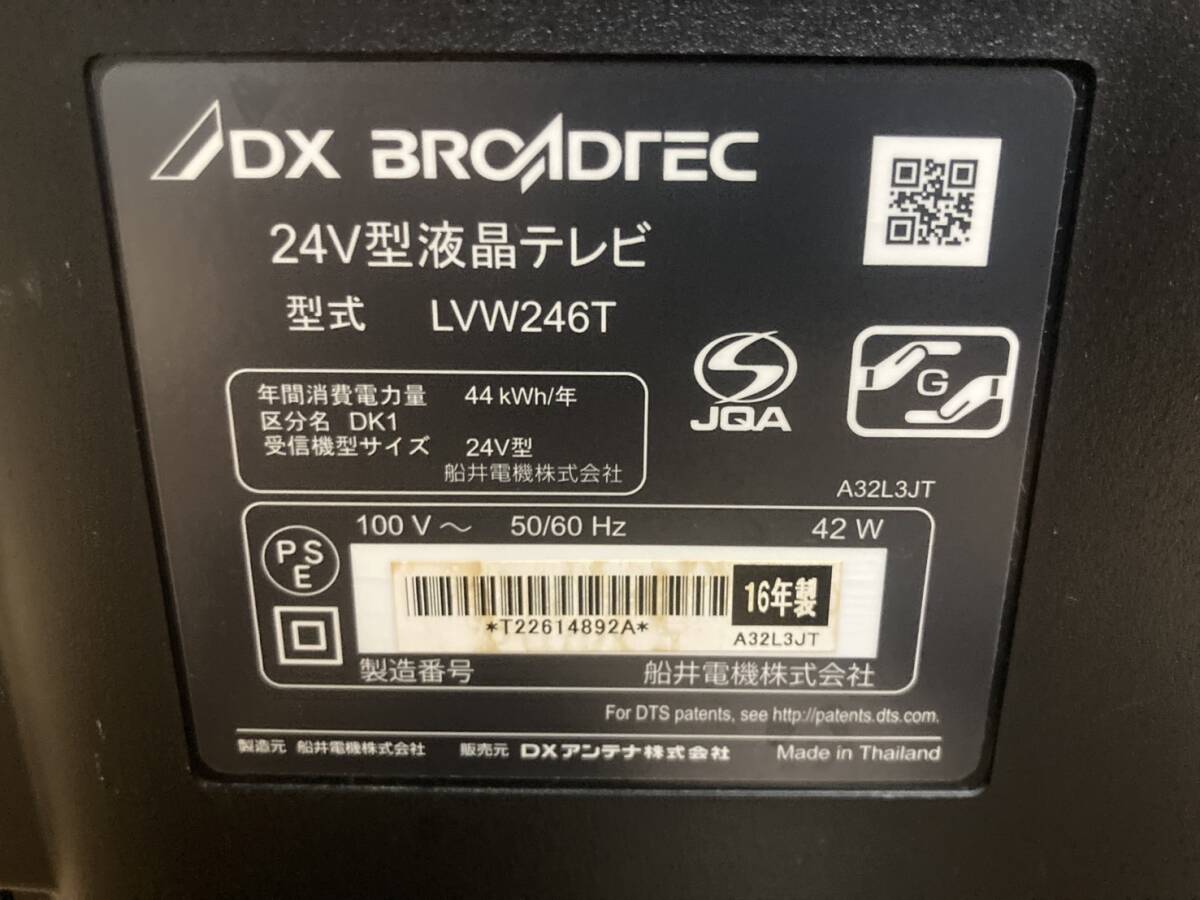 DX BROADTEC
24V型液晶テレビ
型式 LVW246T
年間消費電力量 44 kWh/年
区分名 DK1
受信機型サイズ 24V型
船井電機株式会社
JQA
G
A32L3JT
100 V ～ 50/60 Hz 42 W
PSE
16年製
*T22614892A*
A32L3JT
製造番号 船井電機株式会社
For DTS patents, see http://patents.dts.com.
製造元 船井電機株式会社 販売元 DXアンテナ株式会社 Made in Thailand